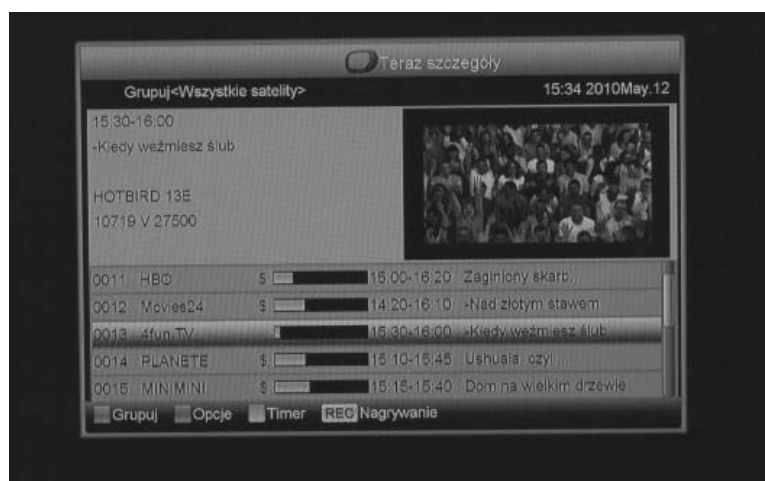 Teraz szczegóły
Grupuj<Wszystkie satelity> 15:34 2010May.12
15:30-16:00
-Kiedy weźmiesz ślub
HOTBIRD 13E
10719 V 27500
0011 HBO $ 15:00-16:20 Zaginiony skarb...
0012 Movies24 $ 14:20-16:10 -Nad złotym stawem
0013 4fun.TV 15:30-16:00 -Kiedy weźmiesz ślub
0014 PLANETE $ 15:10-15:45 Ushuaia czyl...
0015 MINIMINI $ 15:15-15:40 Dom na wielkim drzewie
Grupuj Opcje Timer REC Nagrywanie